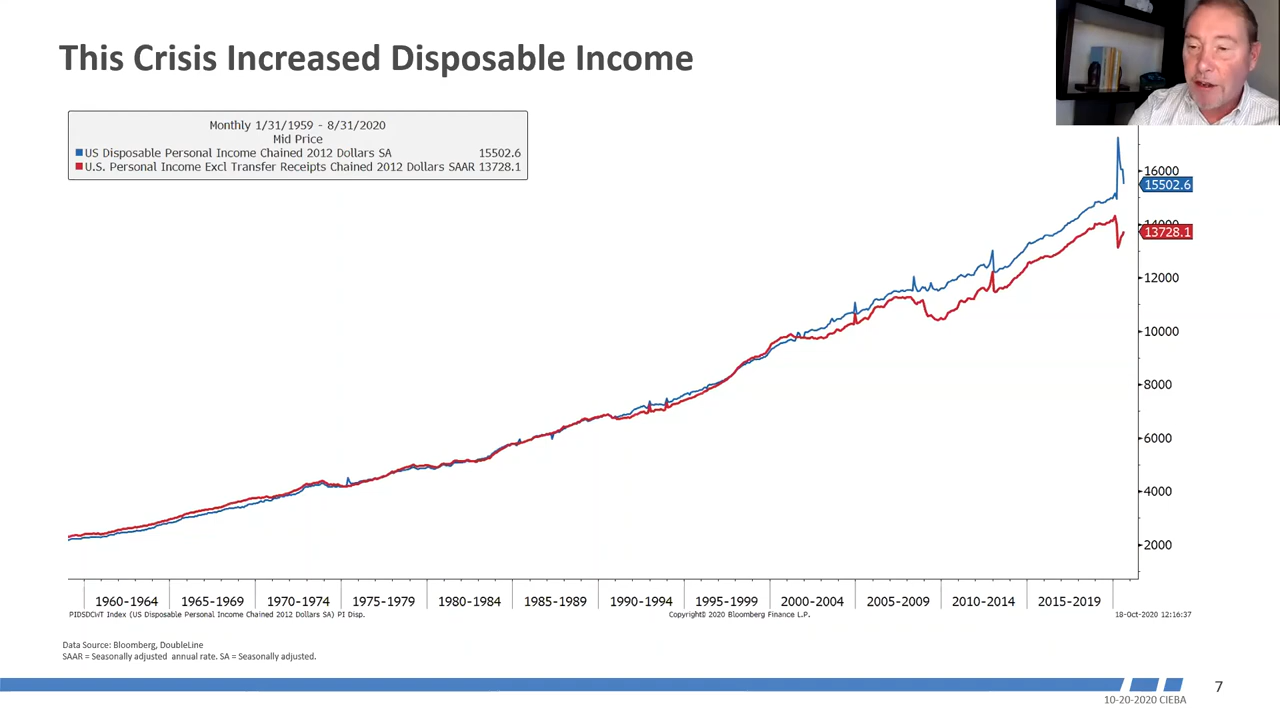 This Crisis Increased Disposable Income
Monthly 1/31/1959 - 8/31/2020
Mid Price
US Disposable Personal Income Chained 2012 Dollars SA 15502.6
U.S. Personal Income Excl Transfer Receipts Chained 2012 Dollars SAAR 13728.1
16000
15502.6
14000
13728.1
12000
10000
8000
6000
4000
2000
1960-1964 1965-1969 1970-1974 1975-1979 1980-1984 1985-1989 1990-1994 1995-1999 2000-2004 2005-2009 2010-2014 2015-2019
PIDSDCWT Index (US Disposable Personal Income Chained 2012 Dollars SA) PI Disp. Copyright© 2020 Bloomberg Finance L.P. 18-Oct-2020 12:16:37
Data Source: Bloomberg, DoubleLine
SAAR = Seasonally adjusted annual rate. SA = Seasonally adjusted.
7
10-20-2020 CIEBA